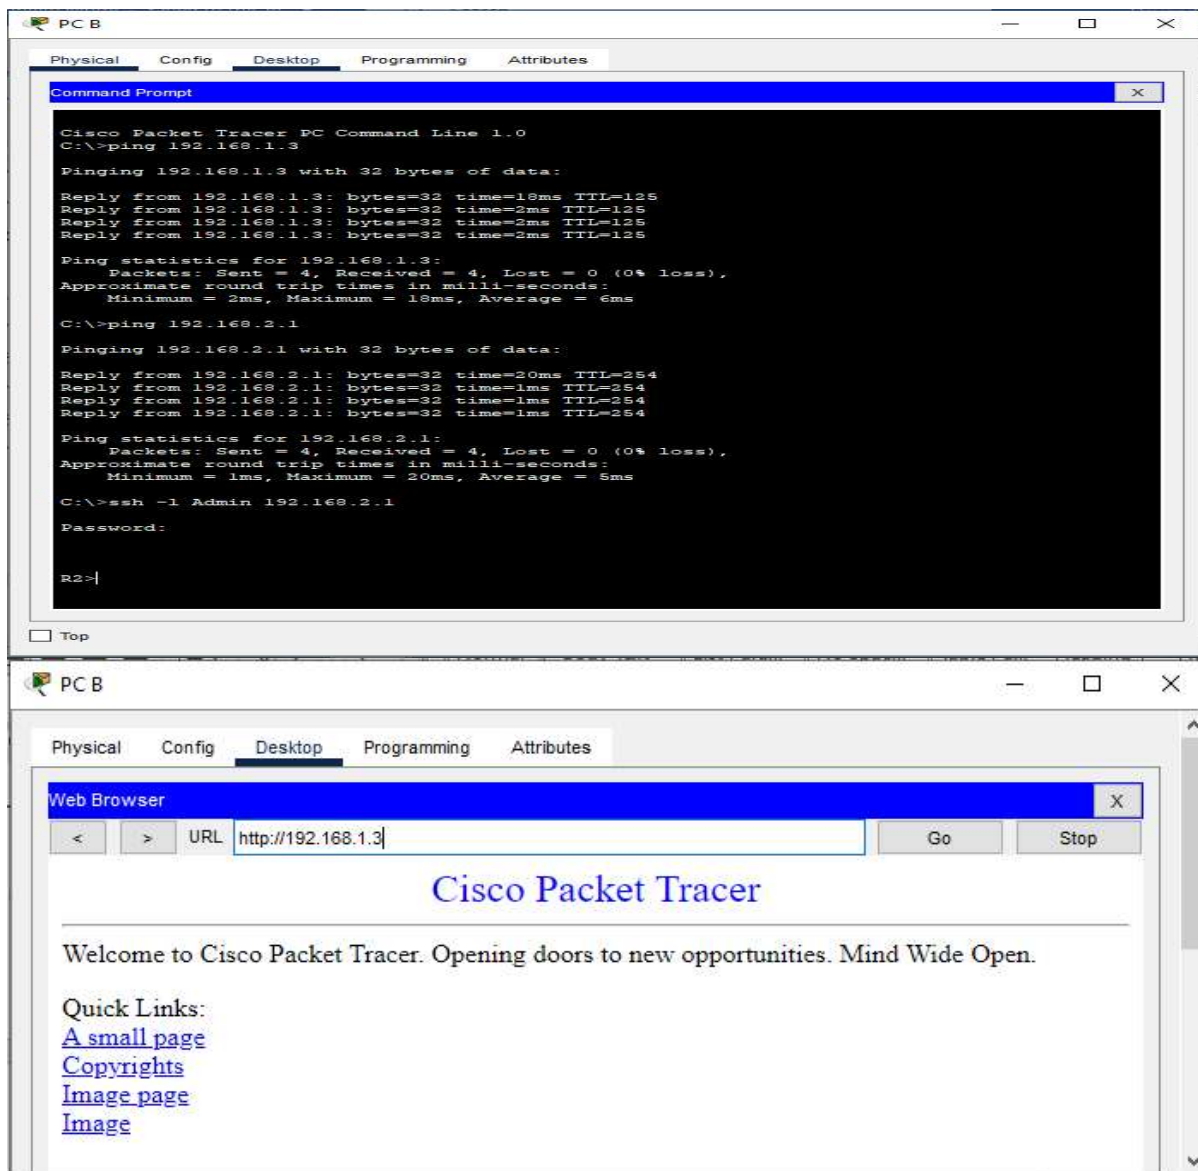 PC B
Physical Config Desktop Programming Attributes
Command Prompt X
Cisco Packet Tracer PC Command Line 1.0
C:\>ping 192.168.1.3
Pinging 192.168.1.3 with 32 bytes of data:
Reply from 192.168.1.3: bytes=32 time=18ms TTL=125
Reply from 192.168.1.3: bytes=32 time=2ms TTL=125
Reply from 192.168.1.3: bytes=32 time=2ms TTL=125
Reply from 192.168.1.3: bytes=32 time=2ms TTL=125
Ping statistics for 192.168.1.3:
Packets: Sent = 4, Received = 4, Lost = 0 (0% loss),
Approximate round trip times in milli-seconds:
Minimum = 2ms, Maximum = 18ms, Average = 6ms
C:\>ping 192.168.2.1
Pinging 192.168.2.1 with 32 bytes of data:
Reply from 192.168.2.1: bytes=32 time=20ms TTL=254
Reply from 192.168.2.1: bytes=32 time=1ms TTL=254
Reply from 192.168.2.1: bytes=32 time=1ms TTL=254
Reply from 192.168.2.1: bytes=32 time=1ms TTL=254
Ping statistics for 192.168.2.1:
Packets: Sent = 4, Received = 4, Lost = 0 (0% loss),
Approximate round trip times in milli-seconds:
Minimum = 1ms, Maximum = 20ms, Average = 5ms
C:\>ssh -l Admin 192.168.2.1
Password:
R2>
Top
PC B
Physical Config Desktop Programming Attributes
Web Browser X
< > URL http://192.168.1.3 Go Stop
Cisco Packet Tracer
Welcome to Cisco Packet Tracer. Opening doors to new opportunities. Mind Wide Open.
Quick Links:
A small page
Copyrights
Image page
Image